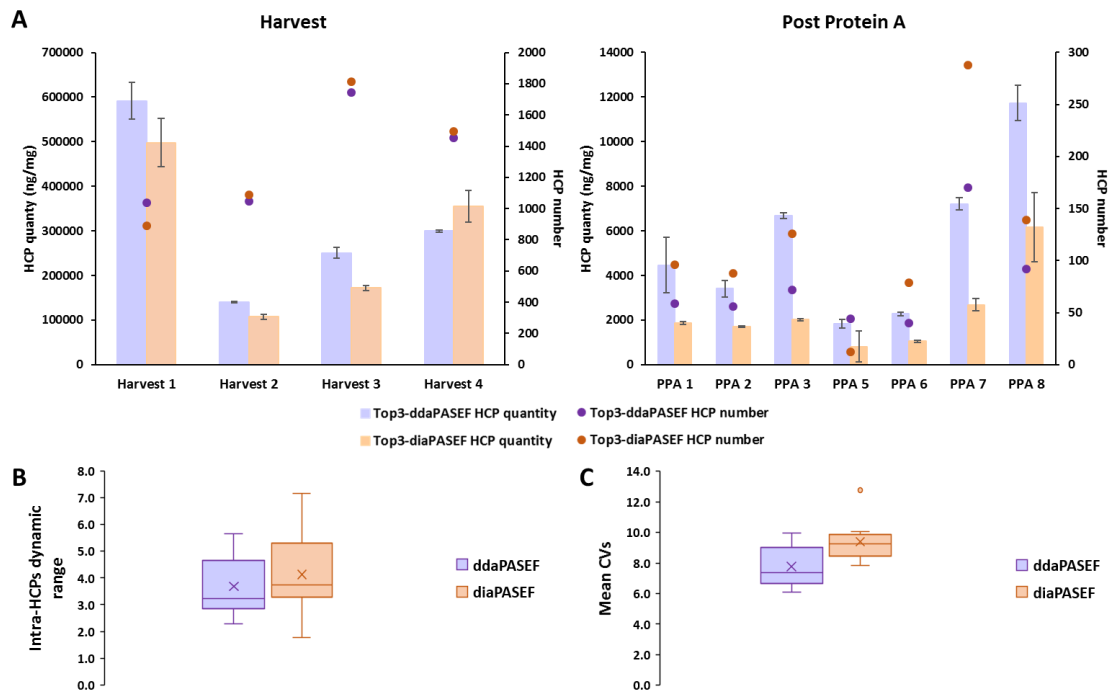 A
Harvest
Post Protein A
HCP quanty (ng/mg)
700000
600000
500000
400000
300000
200000
100000
0
2000
1800
1600
1400
1200
1000
800
600
400
200
0
HCP number
Harvest 1
Harvest 2
Harvest 3
Harvest 4
HCP quanty (ng/mg)
14000
12000
10000
8000
6000
4000
2000
0
300
250
200
150
100
50
0
HCP number
PPA 1
PPA 2
PPA 3
PPA 5
PPA 6
PPA 7
PPA 8
Top3-ddaPASEF HCP quantity
Top3-ddaPASEF HCP number
Top3-diaPASEF HCP quantity
Top3-diaPASEF HCP number
B
Intra-HCPs dynamic
range
8.0
7.0
6.0
5.0
4.0
3.0
2.0
1.0
0.0
ddaPASEF
diaPASEF
C
Mean CVs
14.0
12.0
10.0
8.0
6.0
4.0
2.0
0.0
ddaPASEF
diaPASEF